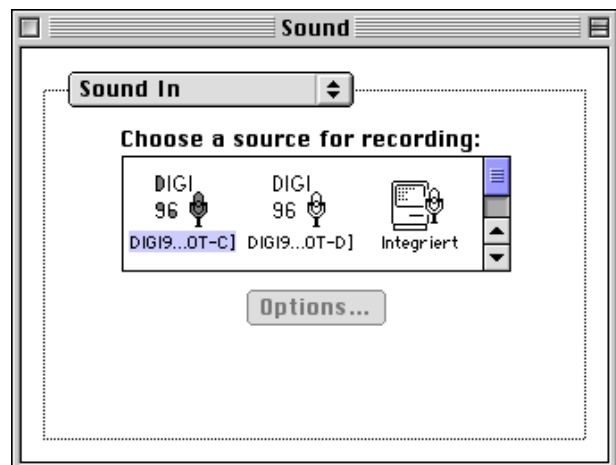 Sound
Sound In
Choose a source for recording:
DIGI DIGI
96 96
DIGI9...OT-C] DIGI9...OT-D] Integriert
Options...